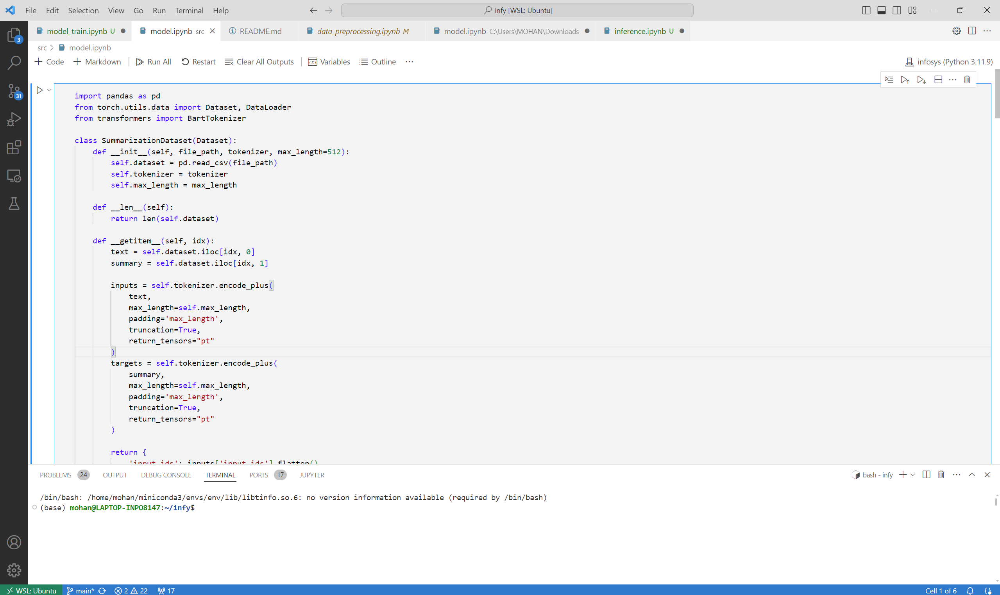 File Edit Selection View Go Run Terminal Help infy [WSL: Ubuntu]
model_train.ipynb U model.ipynb src README.md data_preprocessing.ipynb M model.ipynb C:\Users\MOHAN\Downloads inference.ipynb U
src > model.ipynb
Code Markdown Run All Restart Clear All Outputs Variables Outline ... infosys (Python 3.11.9)
3
31
import pandas as pd
from torch.utils.data import Dataset, DataLoader
from transformers import BartTokenizer
class SummarizationDataset(Dataset):
def __init__(self, file_path, tokenizer, max_length=512):
self.dataset = pd.read_csv(file_path)
self.tokenizer = tokenizer
self.max_length = max_length
def __len__(self):
return len(self.dataset)
def __getitem__(self, idx):
text = self.dataset.iloc[idx, 0]
summary = self.dataset.iloc[idx, 1]
inputs = self.tokenizer.encode_plus(
text,
max_length=self.max_length,
padding='max_length',
truncation=True,
return_tensors="pt"
)
targets = self.tokenizer.encode_plus(
summary,
max_length=self.max_length,
padding='max_length',
truncation=True,
return_tensors="pt"
)
return {
'input_ids': inputs['input_ids'].flatten()
PROBLEMS 24 OUTPUT DEBUG CONSOLE TERMINAL PORTS 17 JUPYTER bash - infy
/bin/bash: /home/mohan/miniconda3/envs/env/lib/libtinfo.so.6: no version information available (required by /bin/bash)
(base) mohan@LAPTOP-INPO8147:~/infy$
WSL: Ubuntu main* 2 22 17 Cell 1 of 6